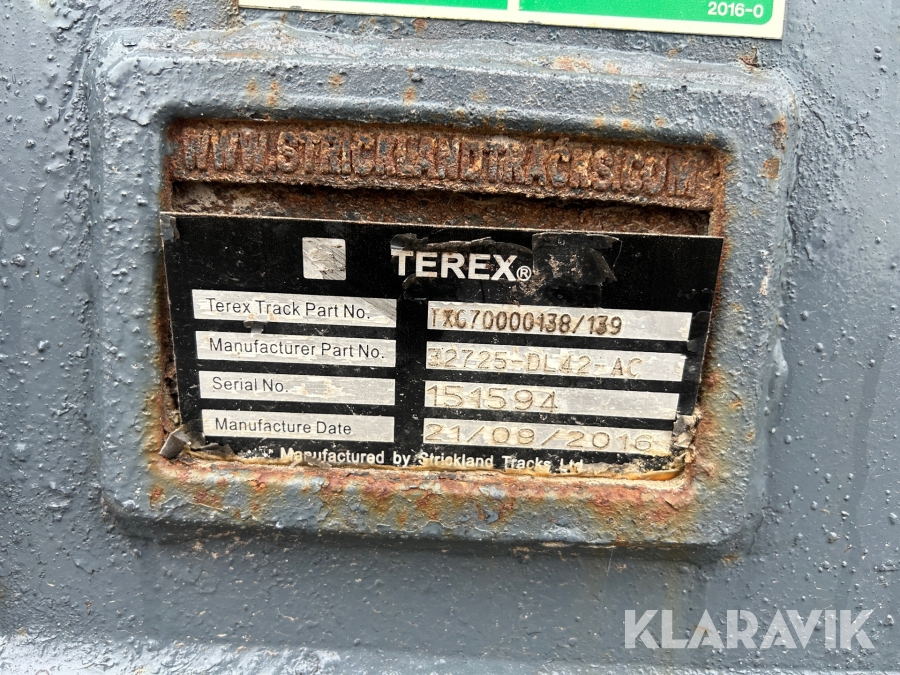 2016-0
WWW.STRICKLANDTRACKS.COM
TEREX®
Terex Track Part No. TXC70000138/139
Manufacturer Part No. 32725-DL42-AC
Serial No. 151594
Manufacture Date 21/09/2016
Manufactured by Strickland Tracks Ltd
KLARAVIK